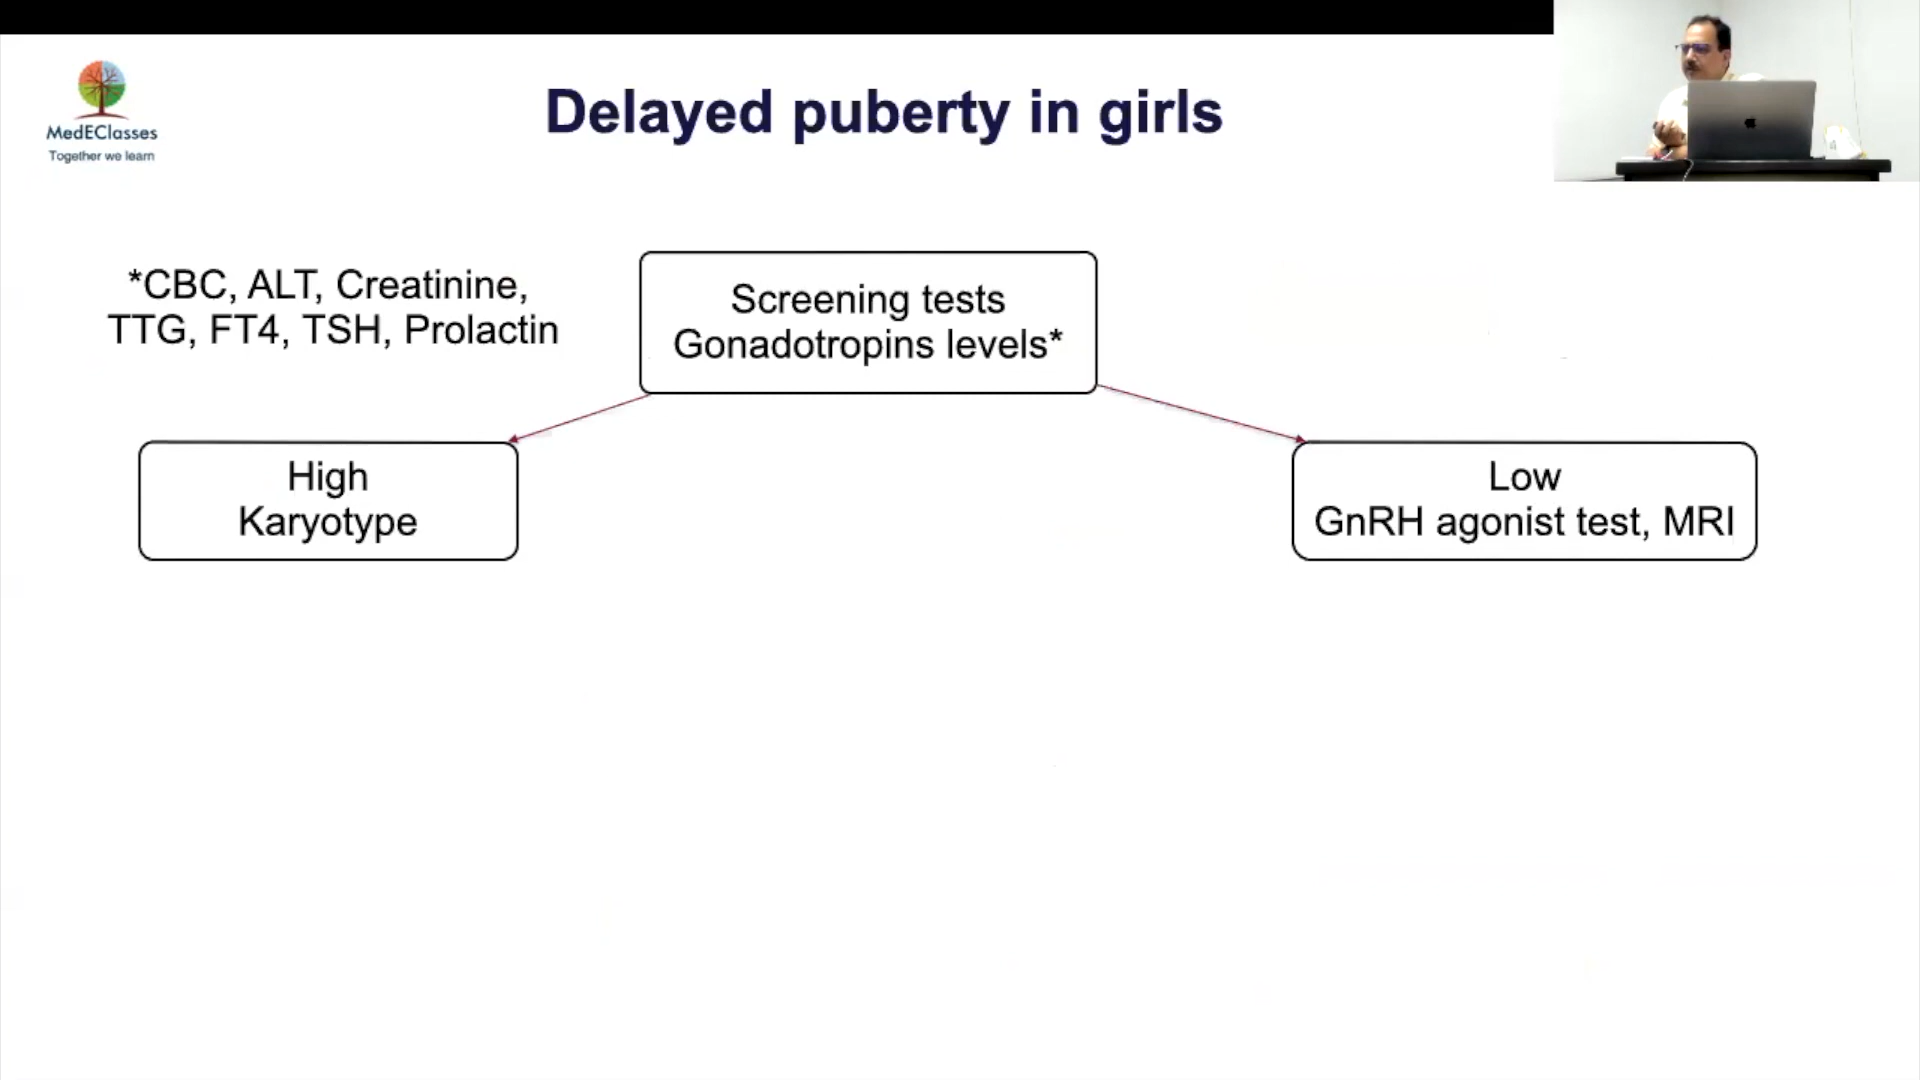 MedEClasses
Together we learn
Delayed puberty in girls
*CBC, ALT, Creatinine,
TTG, FT4, TSH, Prolactin
Screening tests
Gonadotropins levels*
High
Karyotype
Low
GnRH agonist test, MRI